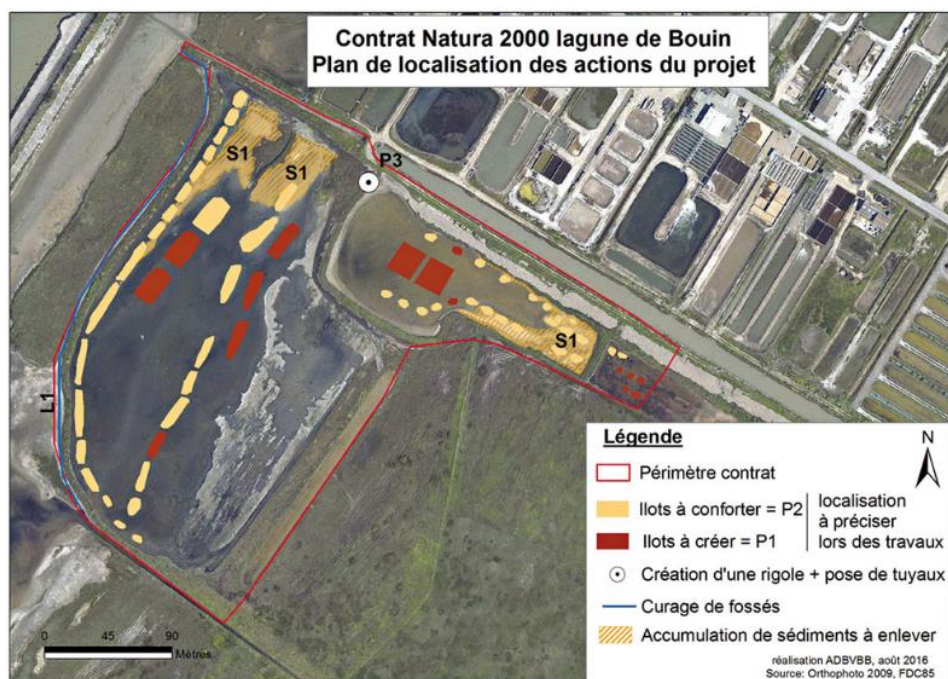 Contrat Natura 2000 lagune de Bouin
Plan de localisation des actions du projet
S1
S1
P3
S1
L1
Légende
N
Périmètre contrat
Ilots à conforter = P2
Ilots à créer = P1
localisation
à préciser
lors des travaux
Création d'une rigole + pose de tuyaux
Curage de fossés
Accumulation de sédiments à enlever
0 45 90
Mètres
réalisation ADBVBB, août 2016
Source: Orthophoto 2009, FDC85